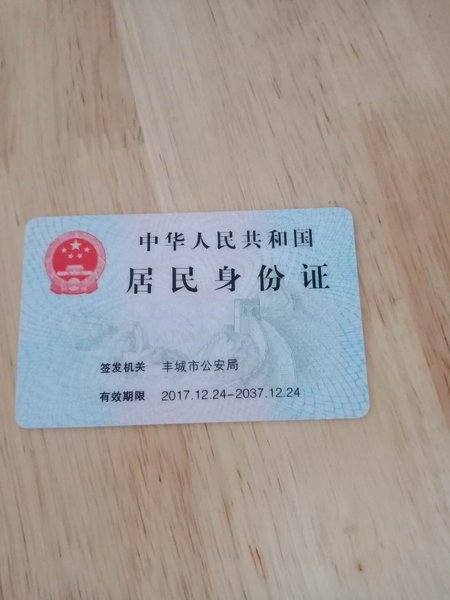 中华人民共和国
居民身份证
签发机关 丰城市公安局
有效期限 2017.12.24-2037.12.24